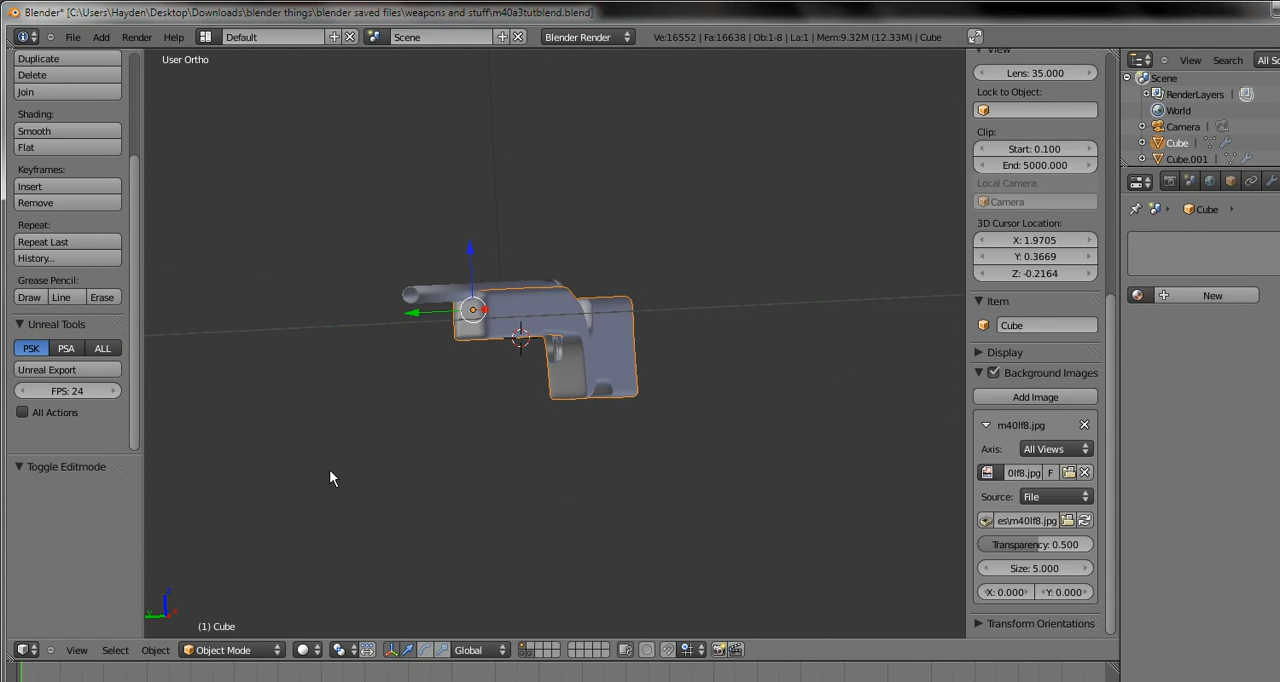 Blender* [C:\Users\Hayden\Desktop\Downloads\blender things\blender saved files\weapons and stuff\m40a3tutblend.blend]
File Add Render Help Default Scene Blender Render Ve:16552 | Fa:16638 | Ob:1-8 | La:1 | Mem:9.32M (12.33M) | Cube
Duplicate
Delete
Join
Shading:
Smooth
Flat
Keyframes:
Insert
Remove
Repeat:
Repeat Last
History...
Grease Pencil:
Draw Line Erase
Unreal Tools
PSK PSA ALL
Unreal Export
FPS: 24
All Actions
Toggle Editmode
User Ortho
z
y x
(1) Cube
View
Lens: 35.000
Lock to Object:
Clip:
Start: 0.100
End: 5000.000
Local Camera:
Camera
3D Cursor Location:
X: 1.9705
Y: 0.3669
Z: -0.2164
Item
Cube
Display
Background Images
Add Image
m40lf8.jpg
Axis: All Views
0lf8.jpg F
Source: File
es\m40lf8.jpg
Transparency: 0.500
Size: 5.000
X: 0.000 Y: 0.000
Transform Orientations
View Search All Sc
Scene
RenderLayers
World
Camera
Cube
Cube.001
Cube
New
View Select Object Object Mode Global